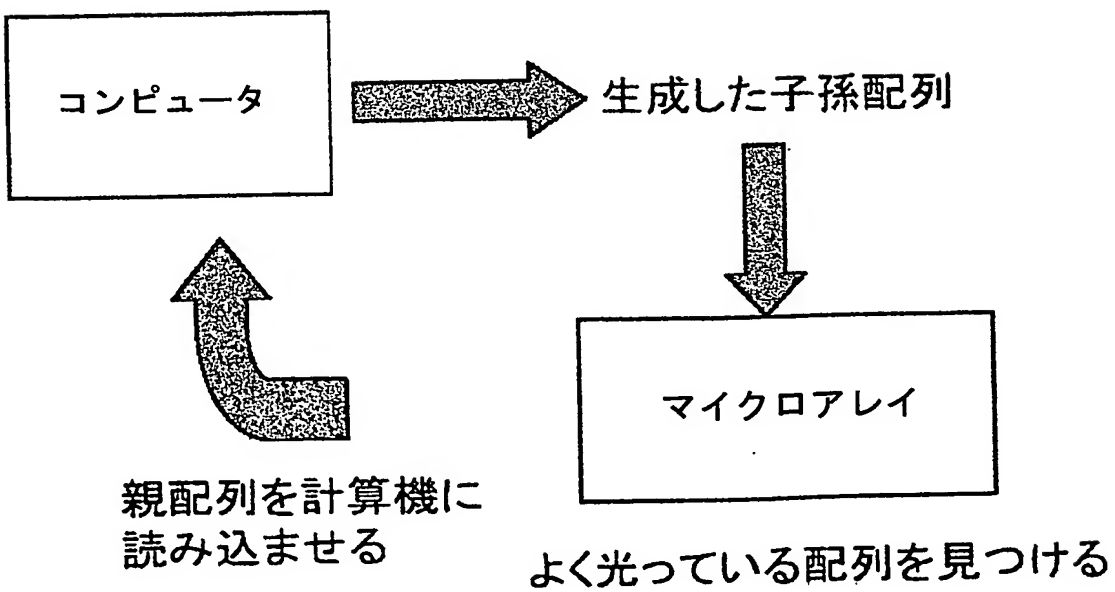 コンピュータ
生成した子孫配列
マイクロアレイ
親配列を計算機に
読み込ませる
よく光っている配列を見つける